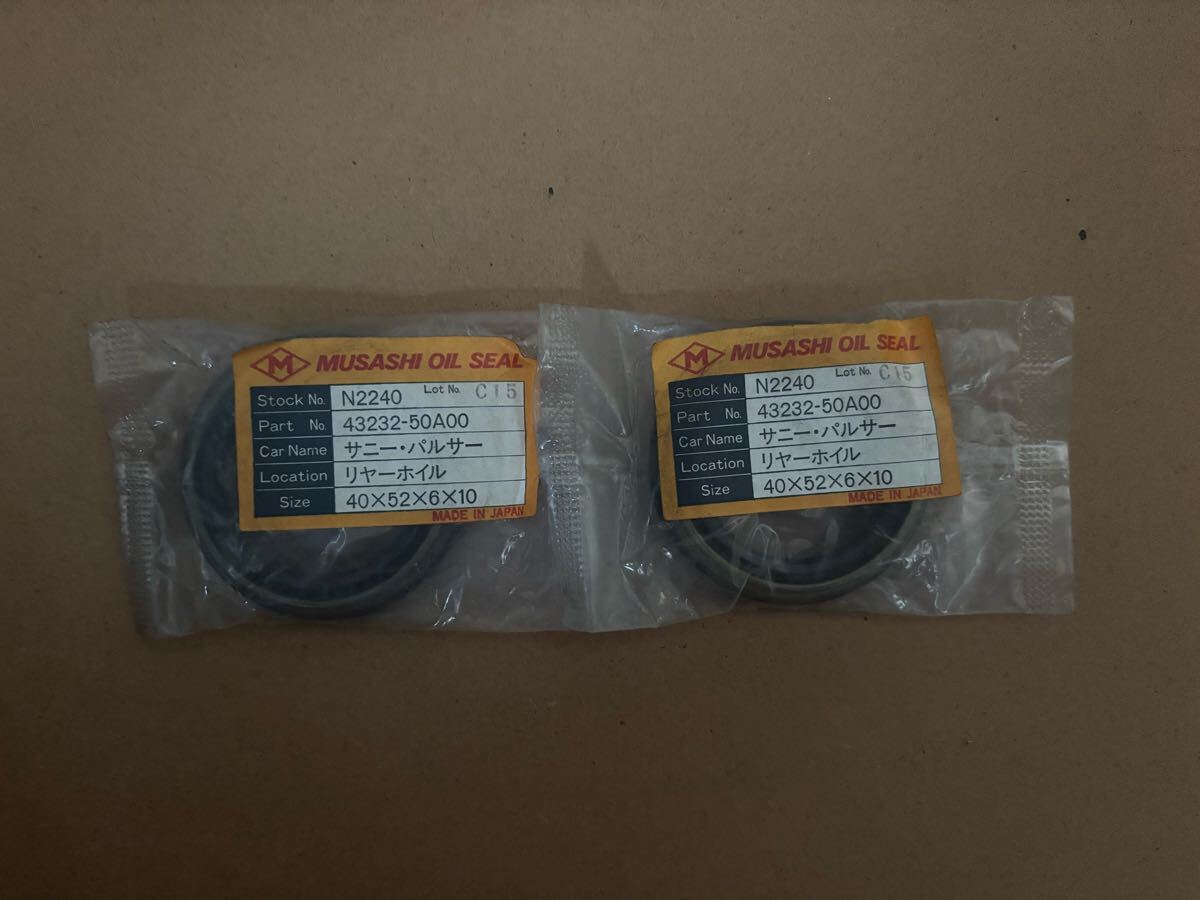 M MUSASHI OIL SEAL
Stock No. N2240 Lot No. C15
Part No. 43232-50A00
Car Name サニー・パルサー
Location リヤーホイル
Size 40×52×6×10
MADE IN JAPAN
M MUSASHI OIL SEAL
Stock No. N2240 Lot No. C15
Part No. 43232-50A00
Car Name サニー・パルサー
Location リヤーホイル
Size 40×52×6×10
MADE IN JAPAN